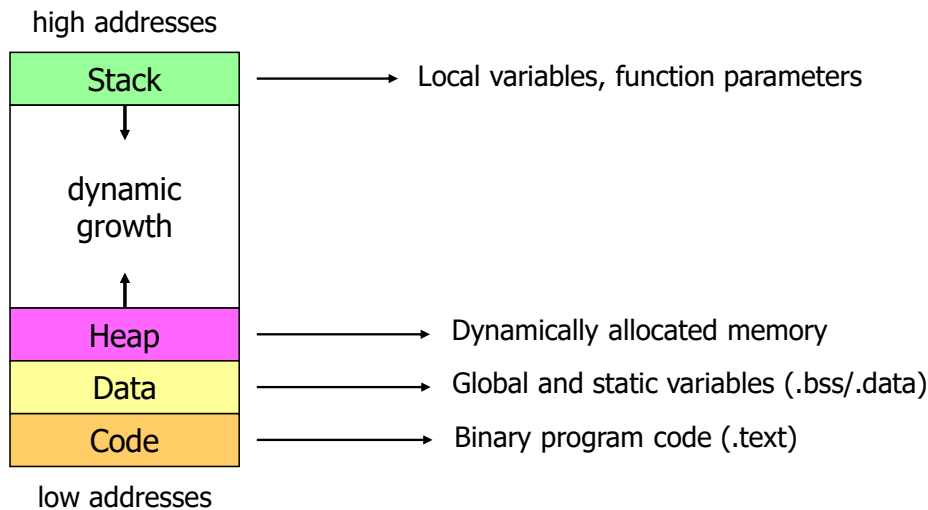 high addresses
Stack
Local variables, function parameters
dynamic
growth
Heap
Dynamically allocated memory
Data
Global and static variables (.bss/.data)
Code
Binary program code (.text)
low addresses